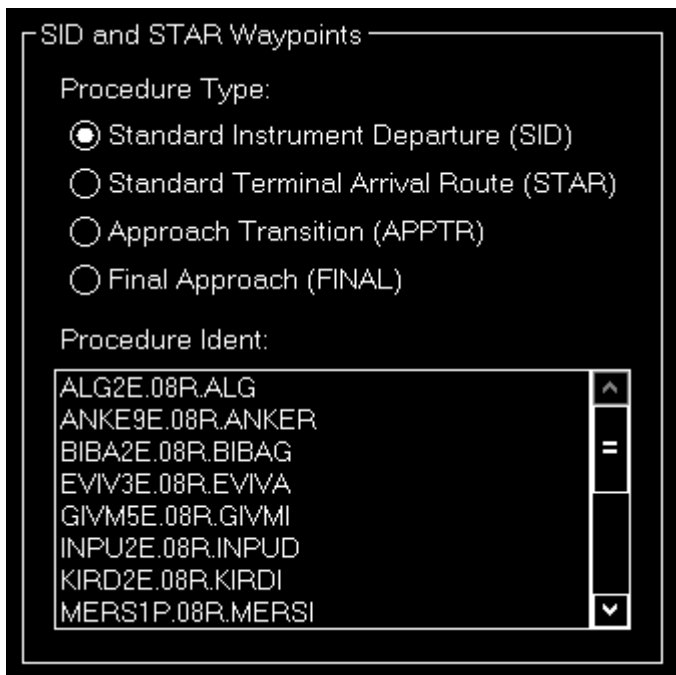 SID and STAR Waypoints
Procedure Type:
Standard Instrument Departure (SID)
Standard Terminal Arrival Route (STAR)
Approach Transition (APPTR)
Final Approach (FINAL)
Procedure Ident:
ALG2E.08R.ALG
ANKE9E.08R.ANKER
BIBA2E.08R.BIBAG
EVIV3E.08R.EVIVA
GIVM5E.08R.GIVMI
INPU2E.08R.INPUD
KIRD2E.08R.KIRDI
MERS1P.08R.MERSI